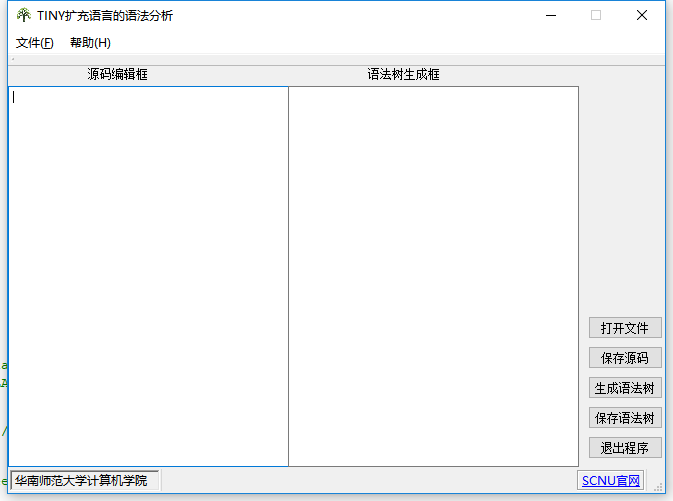 TINY扩充语言的语法分析
文件(F) 帮助(H)
源码编辑框 语法树生成框
打开文件
保存源码
生成语法树
保存语法树
退出程序
华南师范大学计算机学院 SCNU官网